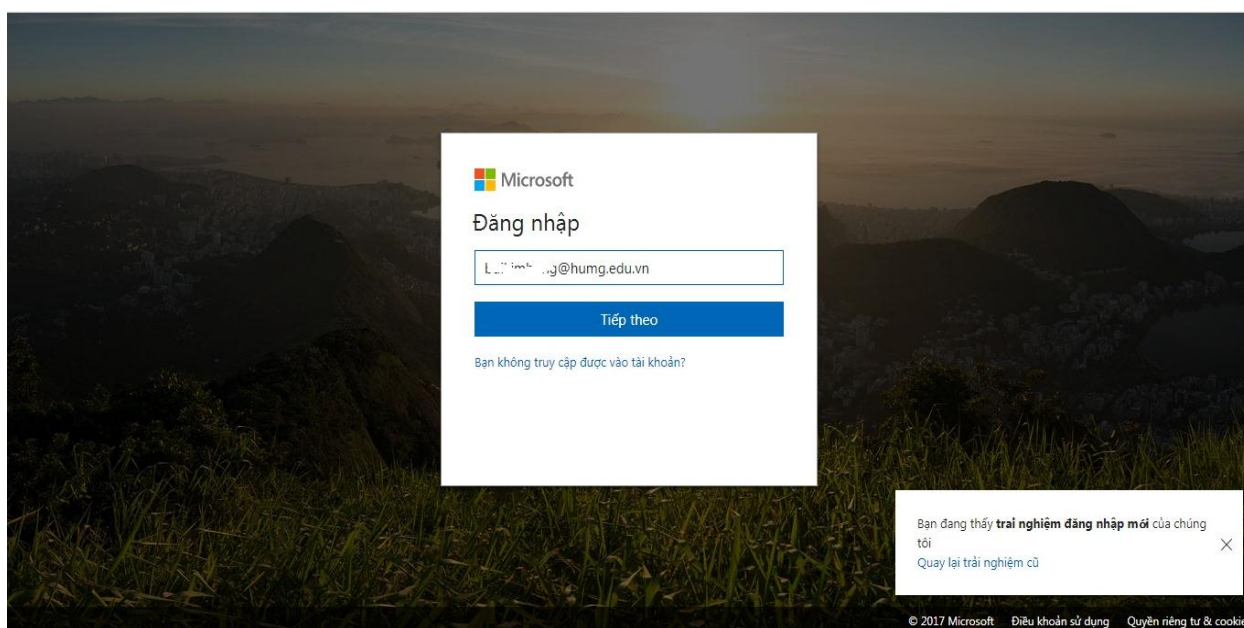 Microsoft
Đăng nhập
@humg.edu.vn
Tiếp theo
Bạn không truy cập được vào tài khoản?
Bạn đang thấy trải nghiệm đăng nhập mới của chúng
tôi
Quay lại trải nghiệm cũ
© 2017 Microsoft Điều khoản sử dụng Quyền riêng tư & cookie